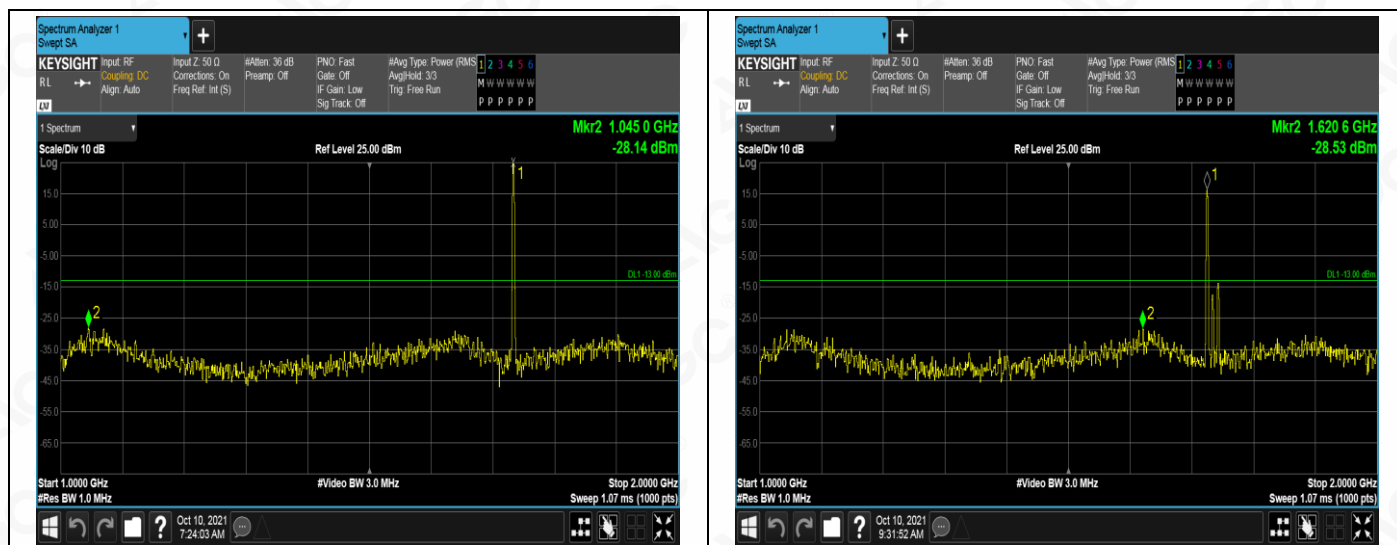 Spectrum Analyzer 1
Swept SA
+
KEYSIGHT
RL
LXI
Input: RF
Coupling: DC
Align: Auto
Input Z: 50 Ω
Corrections: On
Freq Ref: Int (S)
#Atten: 36 dB
Preamp: Off
PNO: Fast
Gate: Off
IF Gain: Low
Sig Track: Off
#Avg Type: Power (RMS
Avg|Hold: 3/3
Trig: Free Run
1 2 3 4 5 6
M W W W W W
P P P P P P
1 Spectrum
Mkr2 1.045 0 GHz
-28.14 dBm
Scale/Div 10 dB
Ref Level 25.00 dBm
Log
15.0
5.00
-5.00
-15.0
-25.0
-35.0
-45.0
-55.0
-65.0
1
2
DL1 -13.00 dBm
Start 1.0000 GHz
#Video BW 3.0 MHz
Stop 2.0000 GHz
#Res BW 1.0 MHz
Sweep 1.07 ms (1000 pts)
?
Oct 10, 2021
7:24:03 AM
Spectrum Analyzer 1
Swept SA
+
KEYSIGHT
RL
LXI
Input: RF
Coupling: DC
Align: Auto
Input Z: 50 Ω
Corrections: On
Freq Ref: Int (S)
#Atten: 36 dB
Preamp: Off
PNO: Fast
Gate: Off
IF Gain: Low
Sig Track: Off
#Avg Type: Power (RMS
Avg|Hold: 3/3
Trig: Free Run
1 2 3 4 5 6
M W W W W W
P P P P P P
1 Spectrum
Mkr2 1.620 6 GHz
-28.53 dBm
Scale/Div 10 dB
Ref Level 25.00 dBm
Log
15.0
5.00
-5.00
-15.0
-25.0
-35.0
-45.0
-55.0
-65.0
1
2
DL1 -13.00 dBm
Start 1.0000 GHz
#Video BW 3.0 MHz
Stop 2.0000 GHz
#Res BW 1.0 MHz
Sweep 1.07 ms (1000 pts)
?
Oct 10, 2021
9:31:52 AM